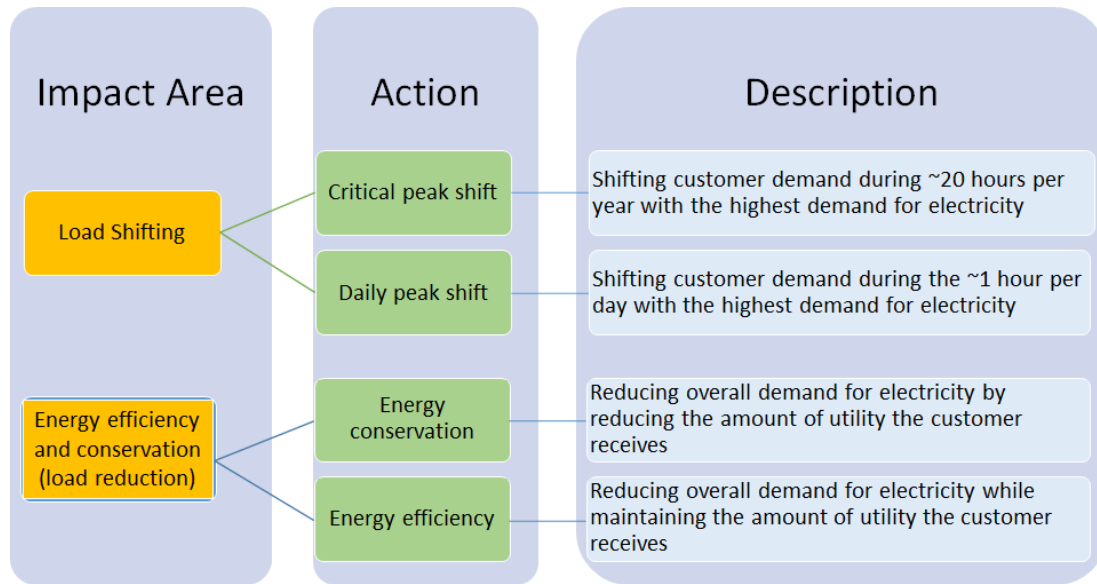 Impact Area
Action
Description
Load Shifting
Critical peak shift
Shifting customer demand during ~20 hours per
year with the highest demand for electricity
Daily peak shift
Shifting customer demand during the ~1 hour per
day with the highest demand for electricity
Energy efficiency
and conservation
(load reduction)
Energy
conservation
Reducing overall demand for electricity by
reducing the amount of utility the customer
receives
Energy efficiency
Reducing overall demand for electricity while
maintaining the amount of utility the customer
receives